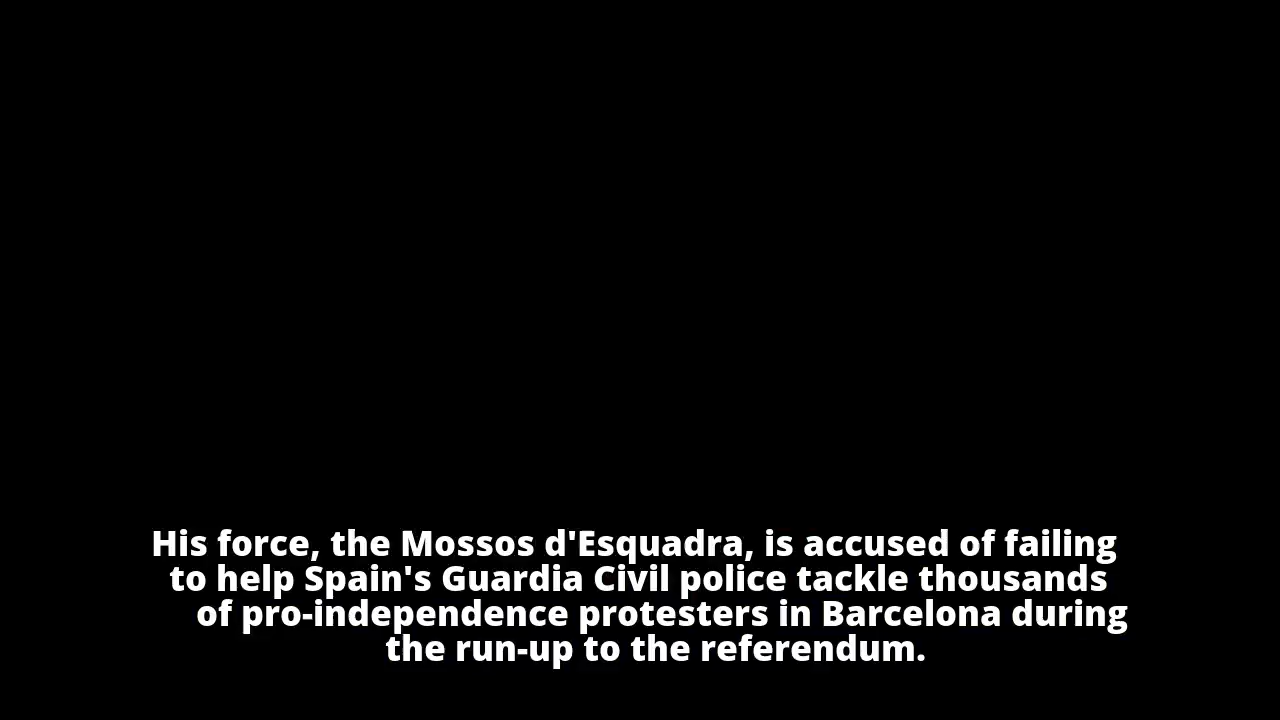 His force, the Mossos d'Esquadra, is accused of failing
to help Spain's Guardia Civil police tackle thousands
of pro-independence protesters in Barcelona during
the run-up to the referendum.